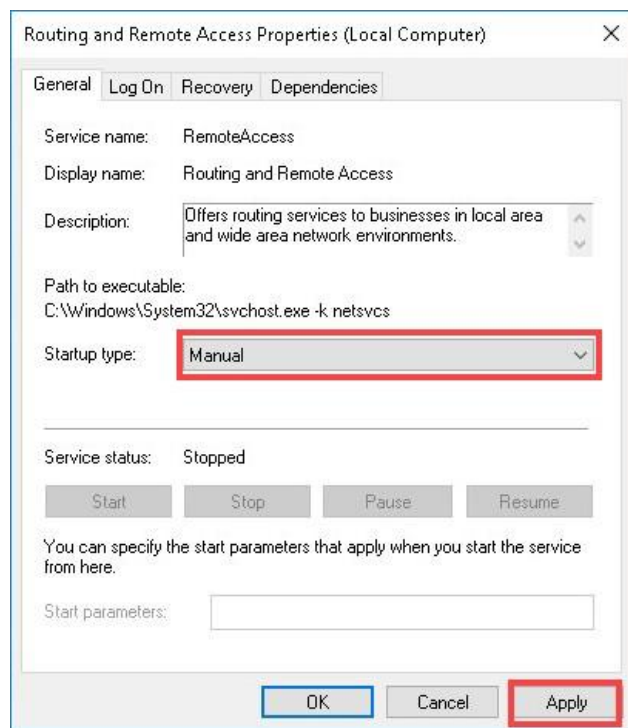 Routing and Remote Access Properties (Local Computer)
General Log On Recovery Dependencies
Service name: RemoteAccess
Display name: Routing and Remote Access
Description: Offers routing services to businesses in local area
and wide area network environments.
Path to executable:
C:\Windows\System32\svchost.exe -k netsvcs
Startup type: Manual
Service status: Stopped
Start Stop Pause Resume
You can specify the start parameters that apply when you start the service
from here.
Start parameters:
OK Cancel Apply